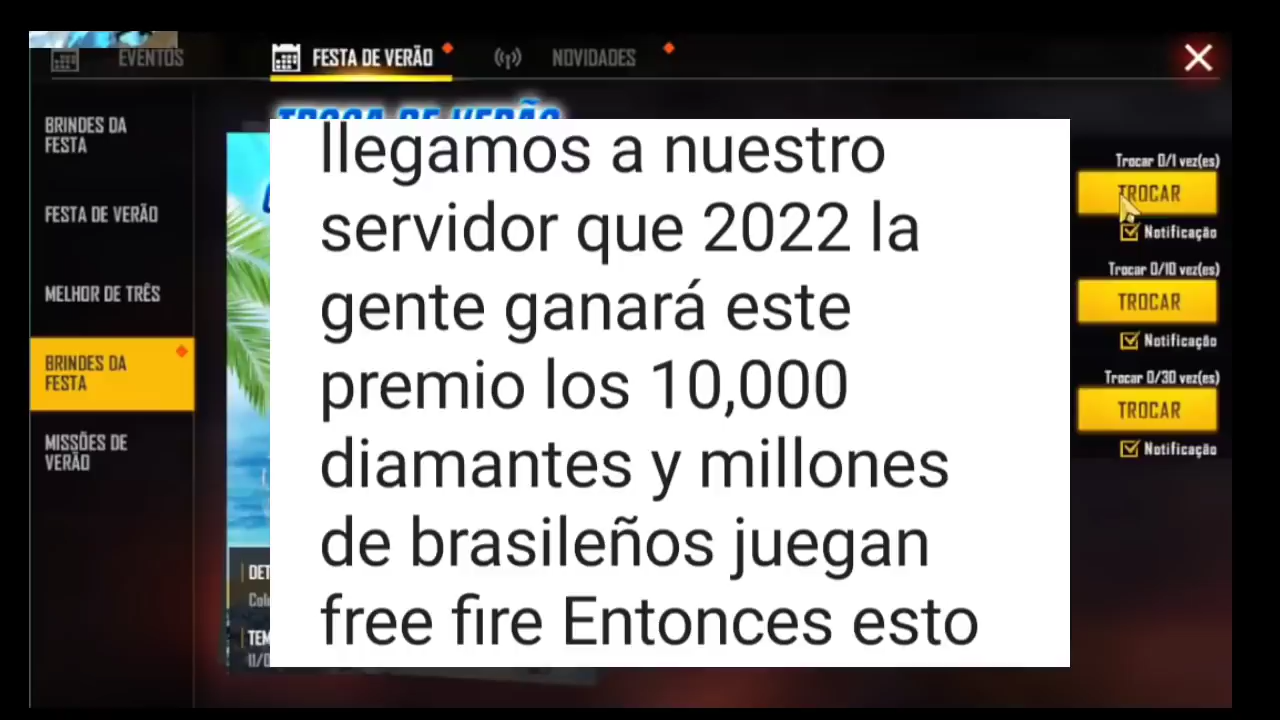 EVENTOS
FESTA DE VERÃO
NOVIDADES
BRINDES DA
FESTA
FESTA DE VERÃO
MELHOR DE TRÊS
BRINDES DA
FESTA
MISSÕES DE
VERÃO
TROCA DE VERÃO
llegamos a nuestro
servidor que 2022 la
gente ganará este
premio los 10,000
diamantes y millones
de brasileños juegan
free fire Entonces esto
Trocar 0/1 vez(es)
TROCAR
Notificação
Trocar 0/10 vez(es)
TROCAR
Notificação
Trocar 0/30 vez(es)
TROCAR
Notificação